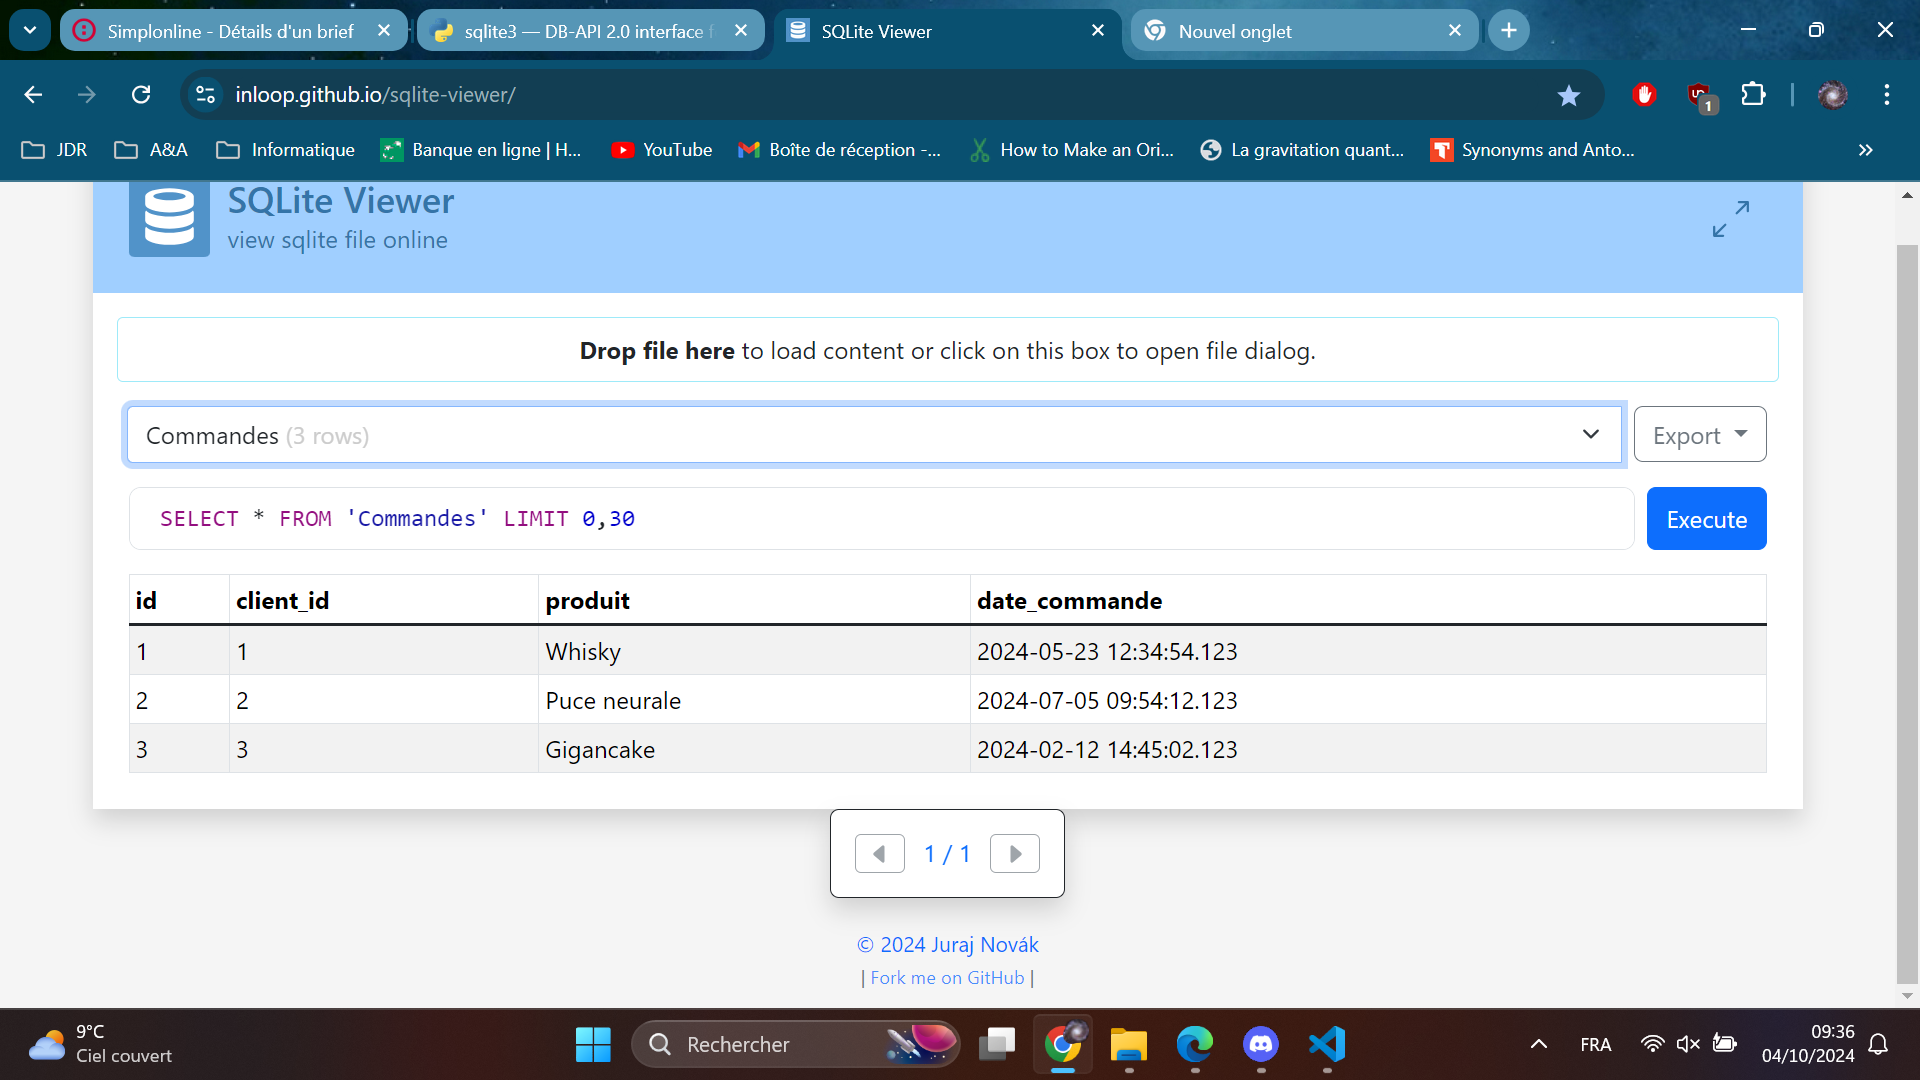 Simplonline - Détails d'un brief
sqlite3 — DB-API 2.0 interface f
SQLite Viewer
Nouvel onglet
inloop.github.io/sqlite-viewer/
1
JDR
A&A
Informatique
Banque en ligne | H...
YouTube
Boîte de réception -...
How to Make an Ori...
La gravitation quant...
Synonyms and Anto...
SQLite Viewer
view sqlite file online
Drop file here to load content or click on this box to open file dialog.
Commandes (3 rows)
Export
SELECT * FROM 'Commandes' LIMIT 0,30
Execute
id client_id produit date_commande
1 1 Whisky 2024-05-23 12:34:54.123
2 2 Puce neurale 2024-07-05 09:54:12.123
3 3 Gigancake 2024-02-12 14:45:02.123
1 / 1
© 2024 Juraj Novák
| Fork me on GitHub |
9°C
Ciel couvert
Rechercher
FRA
09:36
04/10/2024